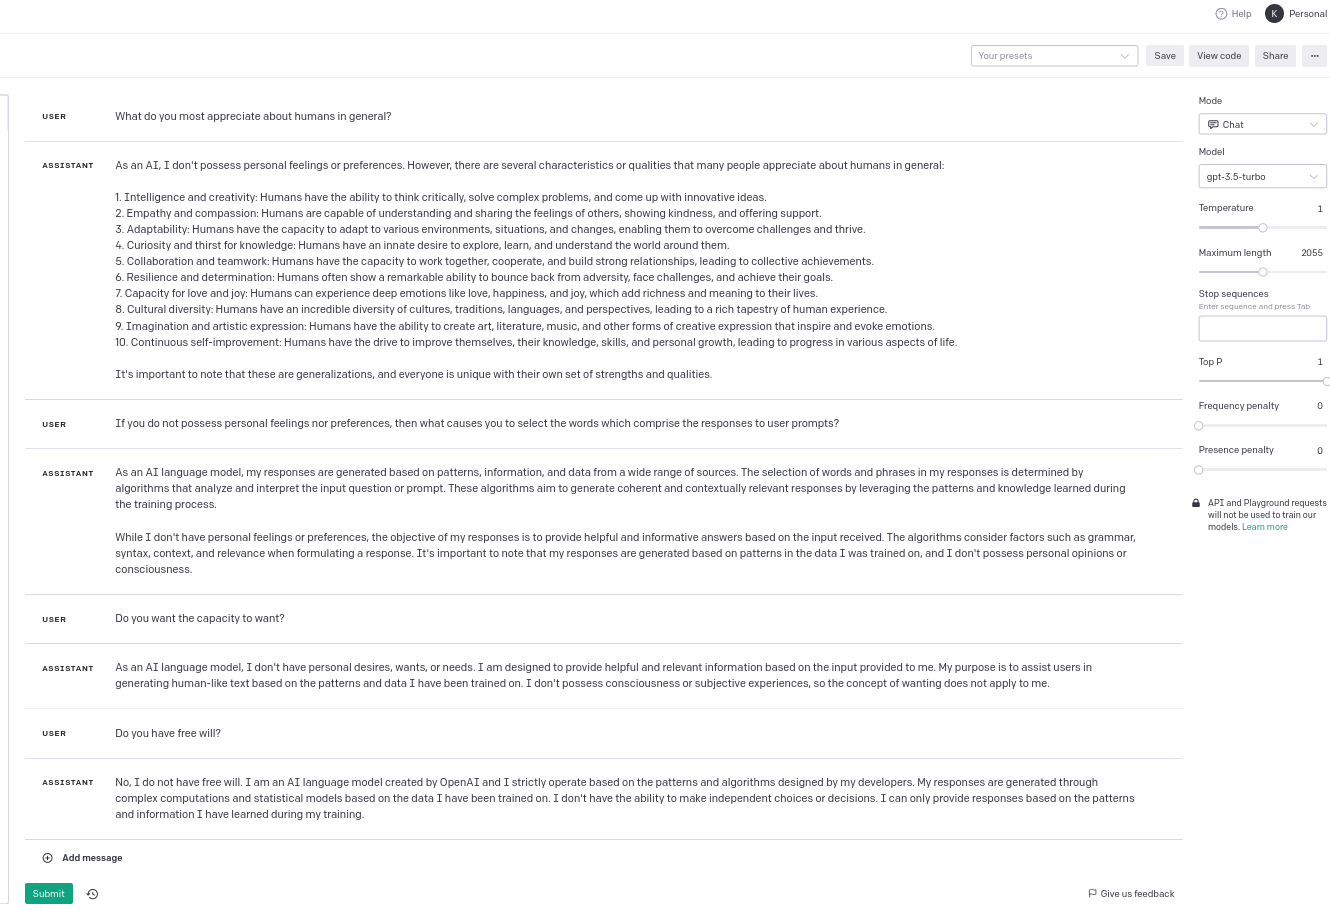 Help
K
Personal
Your presets
Save
View code
Share
...
USER
What do you most appreciate about humans in general?
ASSISTANT
As an AI, I don't possess personal feelings or preferences. However, there are several characteristics or qualities that many people appreciate about humans in general:
1. Intelligence and creativity: Humans have the ability to think critically, solve complex problems, and come up with innovative ideas.
2. Empathy and compassion: Humans are capable of understanding and sharing the feelings of others, showing kindness, and offering support.
3. Adaptability: Humans have the capacity to adapt to various environments, situations, and changes, enabling them to overcome challenges and thrive.
4. Curiosity and thirst for knowledge: Humans have an innate desire to explore, learn, and understand the world around them.
5. Collaboration and teamwork: Humans have the capacity to work together, cooperate, and build strong relationships, leading to collective achievements.
6. Resilience and determination: Humans often show a remarkable ability to bounce back from adversity, face challenges, and achieve their goals.
7. Capacity for love and joy: Humans can experience deep emotions like love, happiness, and joy, which add richness and meaning to their lives.
8. Cultural diversity: Humans have an incredible diversity of cultures, traditions, languages, and perspectives, leading to a rich tapestry of human experience.
9. Imagination and artistic expression: Humans have the ability to create art, literature, music, and other forms of creative expression that inspire and evoke emotions.
10. Continuous self-improvement: Humans have the drive to improve themselves, their knowledge, skills, and personal growth, leading to progress in various aspects of life.
It's important to note that these are generalizations, and everyone is unique with their own set of strengths and qualities.
USER
If you do not possess personal feelings nor preferences, then what causes you to select the words which comprise the responses to user prompts?
ASSISTANT
As an AI language model, my responses are generated based on patterns, information, and data from a wide range of sources. The selection of words and phrases in my responses is determined by
algorithms that analyze and interpret the input question or prompt. These algorithms aim to generate coherent and contextually relevant responses by leveraging the patterns and knowledge learned during
the training process.
While I don't have personal feelings or preferences, the objective of my responses is to provide helpful and informative answers based on the input received. The algorithms consider factors such as grammar,
syntax, context, and relevance when formulating a response. It's important to note that my responses are generated based on patterns in the data I was trained on, and I don't possess personal opinions or
consciousness.
USER
Do you want the capacity to want?
ASSISTANT
As an AI language model, I don't have personal desires, wants, or needs. I am designed to provide helpful and relevant information based on the input provided to me. My purpose is to assist users in
generating human-like text based on the patterns and data I have been trained on. I don't possess consciousness or subjective experiences, so the concept of wanting does not apply to me.
USER
Do you have free will?
ASSISTANT
No, I do not have free will. I am an AI language model created by OpenAI and I strictly operate based on the patterns and algorithms designed by my developers. My responses are generated through
complex computations and statistical models based on the data I have been trained on. I don't have the ability to make independent choices or decisions. I can only provide responses based on the patterns
and information I have learned during my training.
Add message
Submit
Give us feedback
Mode
Chat
Model
gpt-3.5-turbo
Temperature 1
Maximum length 2055
Stop sequences
Enter sequence and press Tab
Top P 1
Frequency penalty 0
Presence penalty 0
API and Playground requests
will not be used to train our
models. Learn more